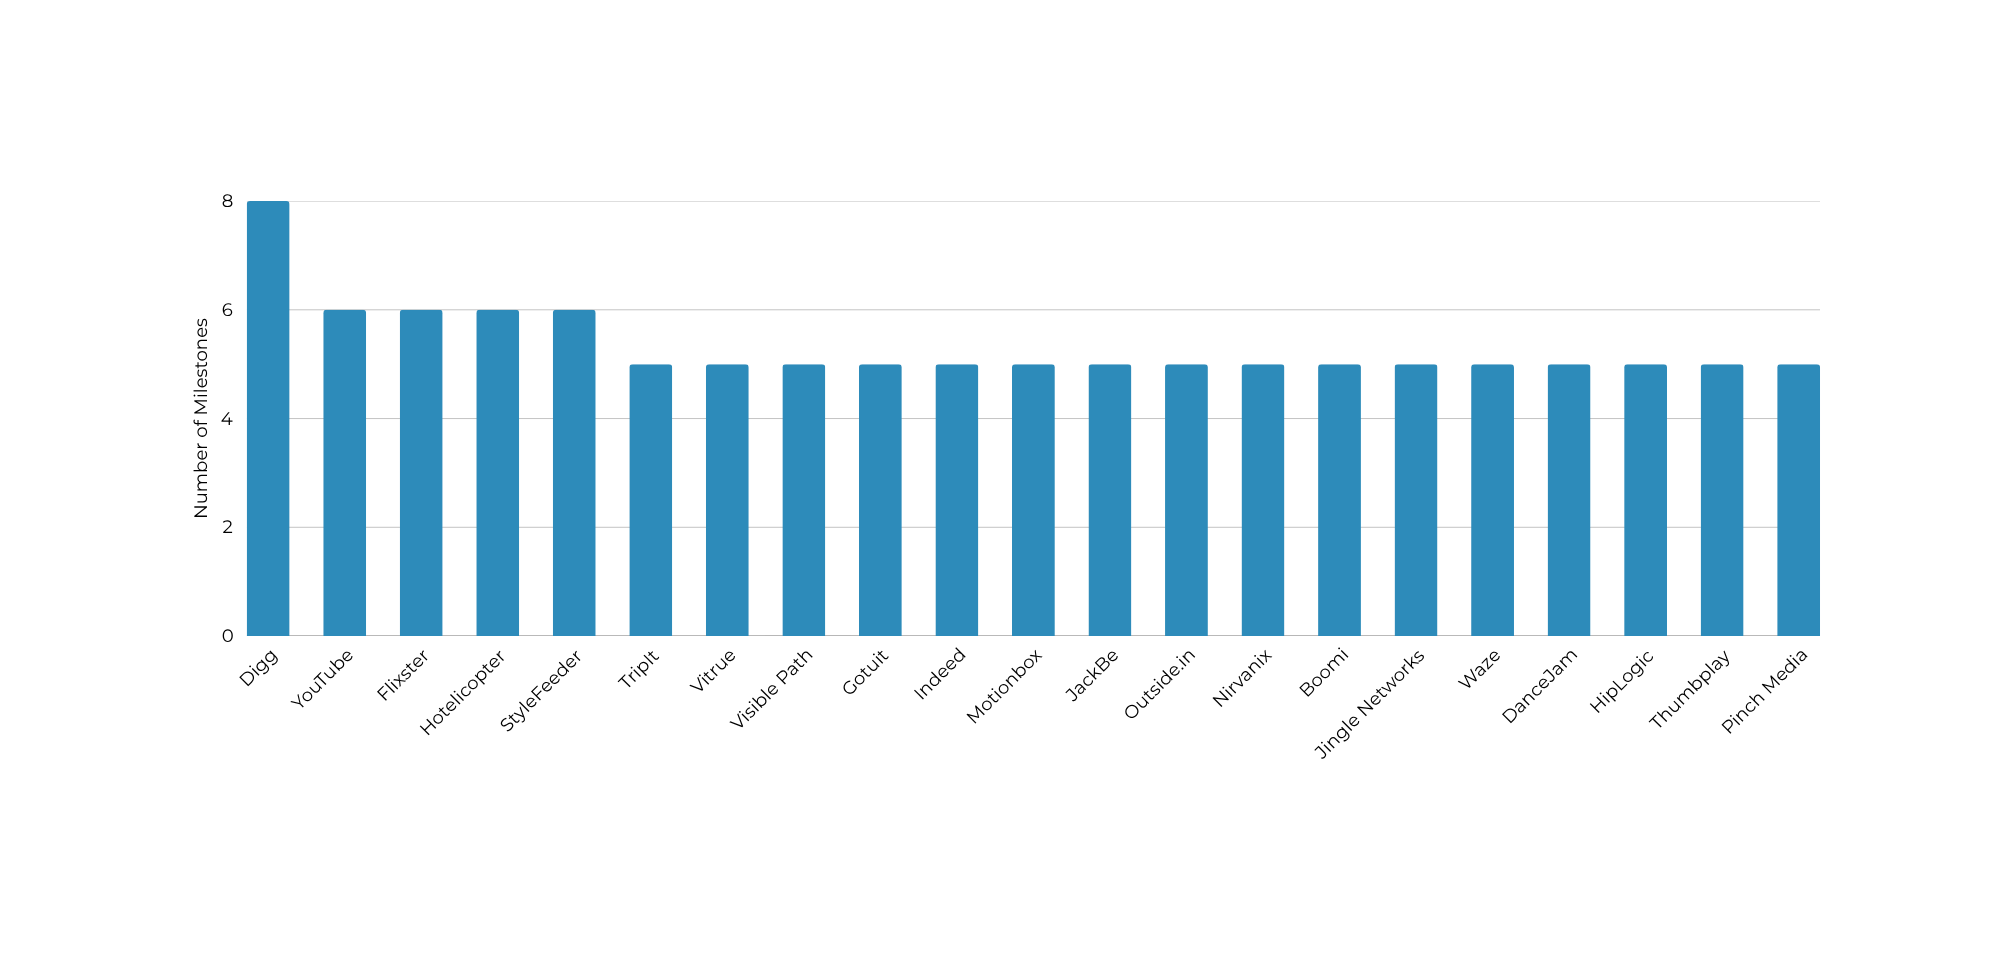 Number of Milestones
8
6
4
2
0
Digg
YouTube
Flixster
Hotelicopter
StyleFeeder
TripIt
Vitrue
Visible Path
Gotuit
Indeed
Motionbox
JackBe
Outside.in
Nirvanix
Boomi
Jingle Networks
Waze
DanceJam
HipLogic
Thumbplay
Pinch Media